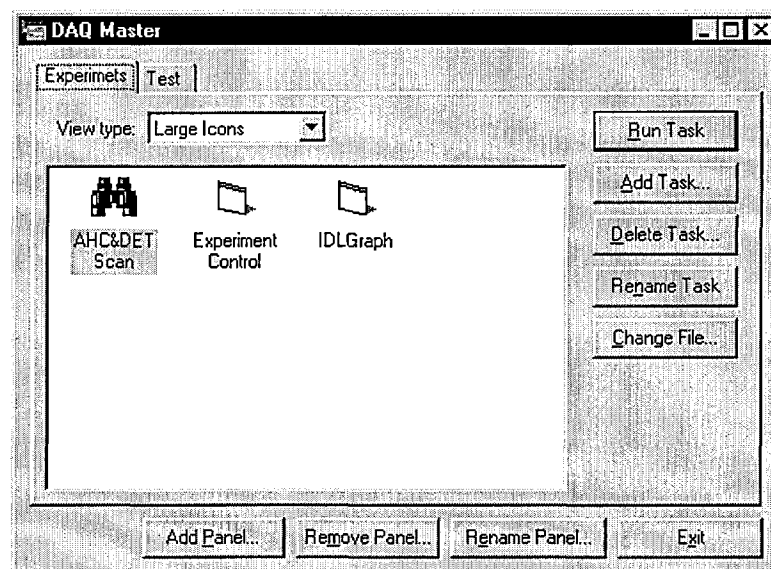 DAQ Master
Experimets
Test
View type: Large Icons
Run Task
Add Task...
Delete Task...
Rename Task
Change File...
AHC&DET
Scan
Experiment
Control
IDLGraph
Add Panel...
Remove Panel...
Rename Panel...
Exit